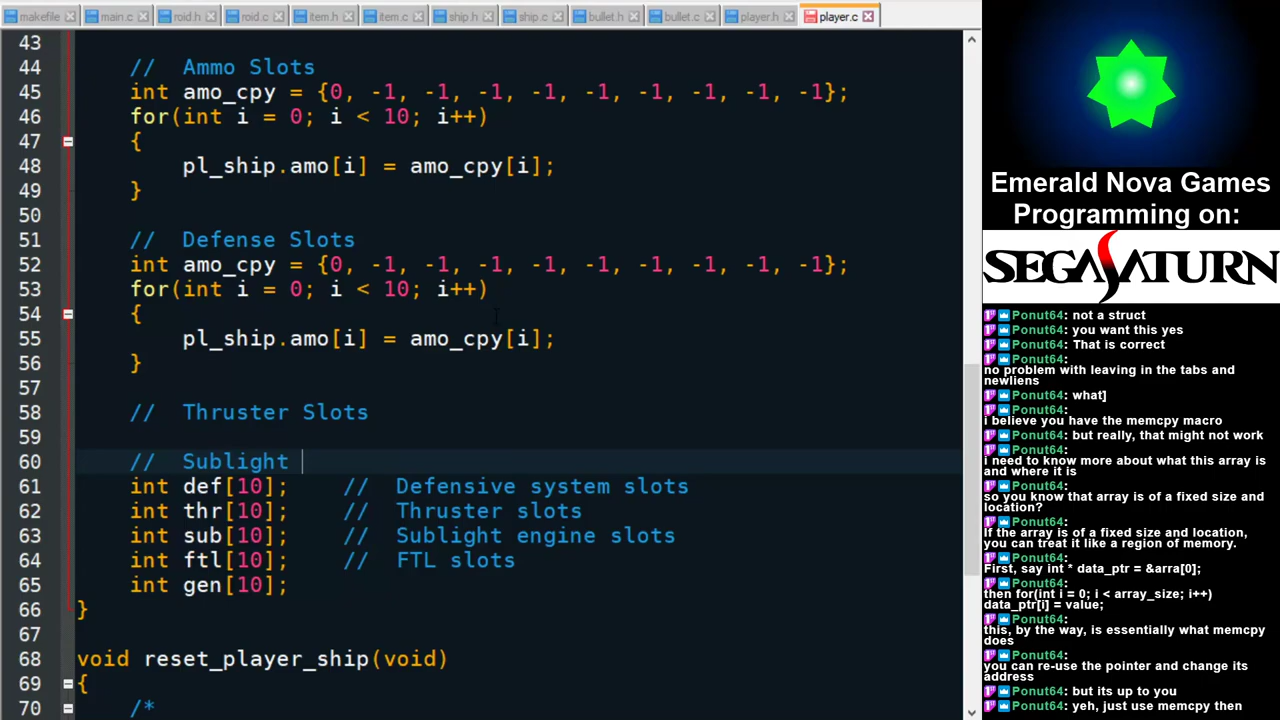 makefile main.c roid.h roid.c item.h item.c ship.h ship.c bullet.h bullet.c player.h player.c
43
44 // Ammo Slots
45 int amo_cpy = {0, -1, -1, -1, -1, -1, -1, -1, -1, -1};
46 for(int i = 0; i < 10; i++)
47 {
48 pl_ship.amo[i] = amo_cpy[i];
49 }
50
51 // Defense Slots
52 int amo_cpy = {0, -1, -1, -1, -1, -1, -1, -1, -1, -1};
53 for(int i = 0; i < 10; i++)
54 {
55 pl_ship.amo[i] = amo_cpy[i];
56 }
57
58 // Thruster Slots
59
60 // Sublight
61 int def[10]; // Defensive system slots
62 int thr[10]; // Thruster slots
63 int sub[10]; // Sublight engine slots
64 int ftl[10]; // FTL slots
65 int gen[10];
66 }
67
68 void reset_player_ship(void)
69 {
70 /*
Emerald Nova Games
Programming on:
SEGA SATURN
Ponut64: not a struct
Ponut64: you want this yes
Ponut64: That is correct
Ponut64:
no problem with leaving in the tabs and
newliens
Ponut64: what]
Ponut64:
i believe you have the memcpy macro
Ponut64: but really, that might not work
Ponut64:
i need to know more about what this array is
and where it is
Ponut64:
so you know that array is of a fixed size and
location?
Ponut64:
If the array is of a fixed size and location,
you can treat it like a region of memory.
Ponut64:
First, say int * data_ptr = &arra[0];
Ponut64:
then for(int i = 0; i < array_size; i++)
data_ptr[i] = value;
Ponut64:
this, by the way, is essentially what memcpy
does
Ponut64:
you can re-use the pointer and change its
address
Ponut64: but its up to you
Ponut64: yeh, just use memcpy then